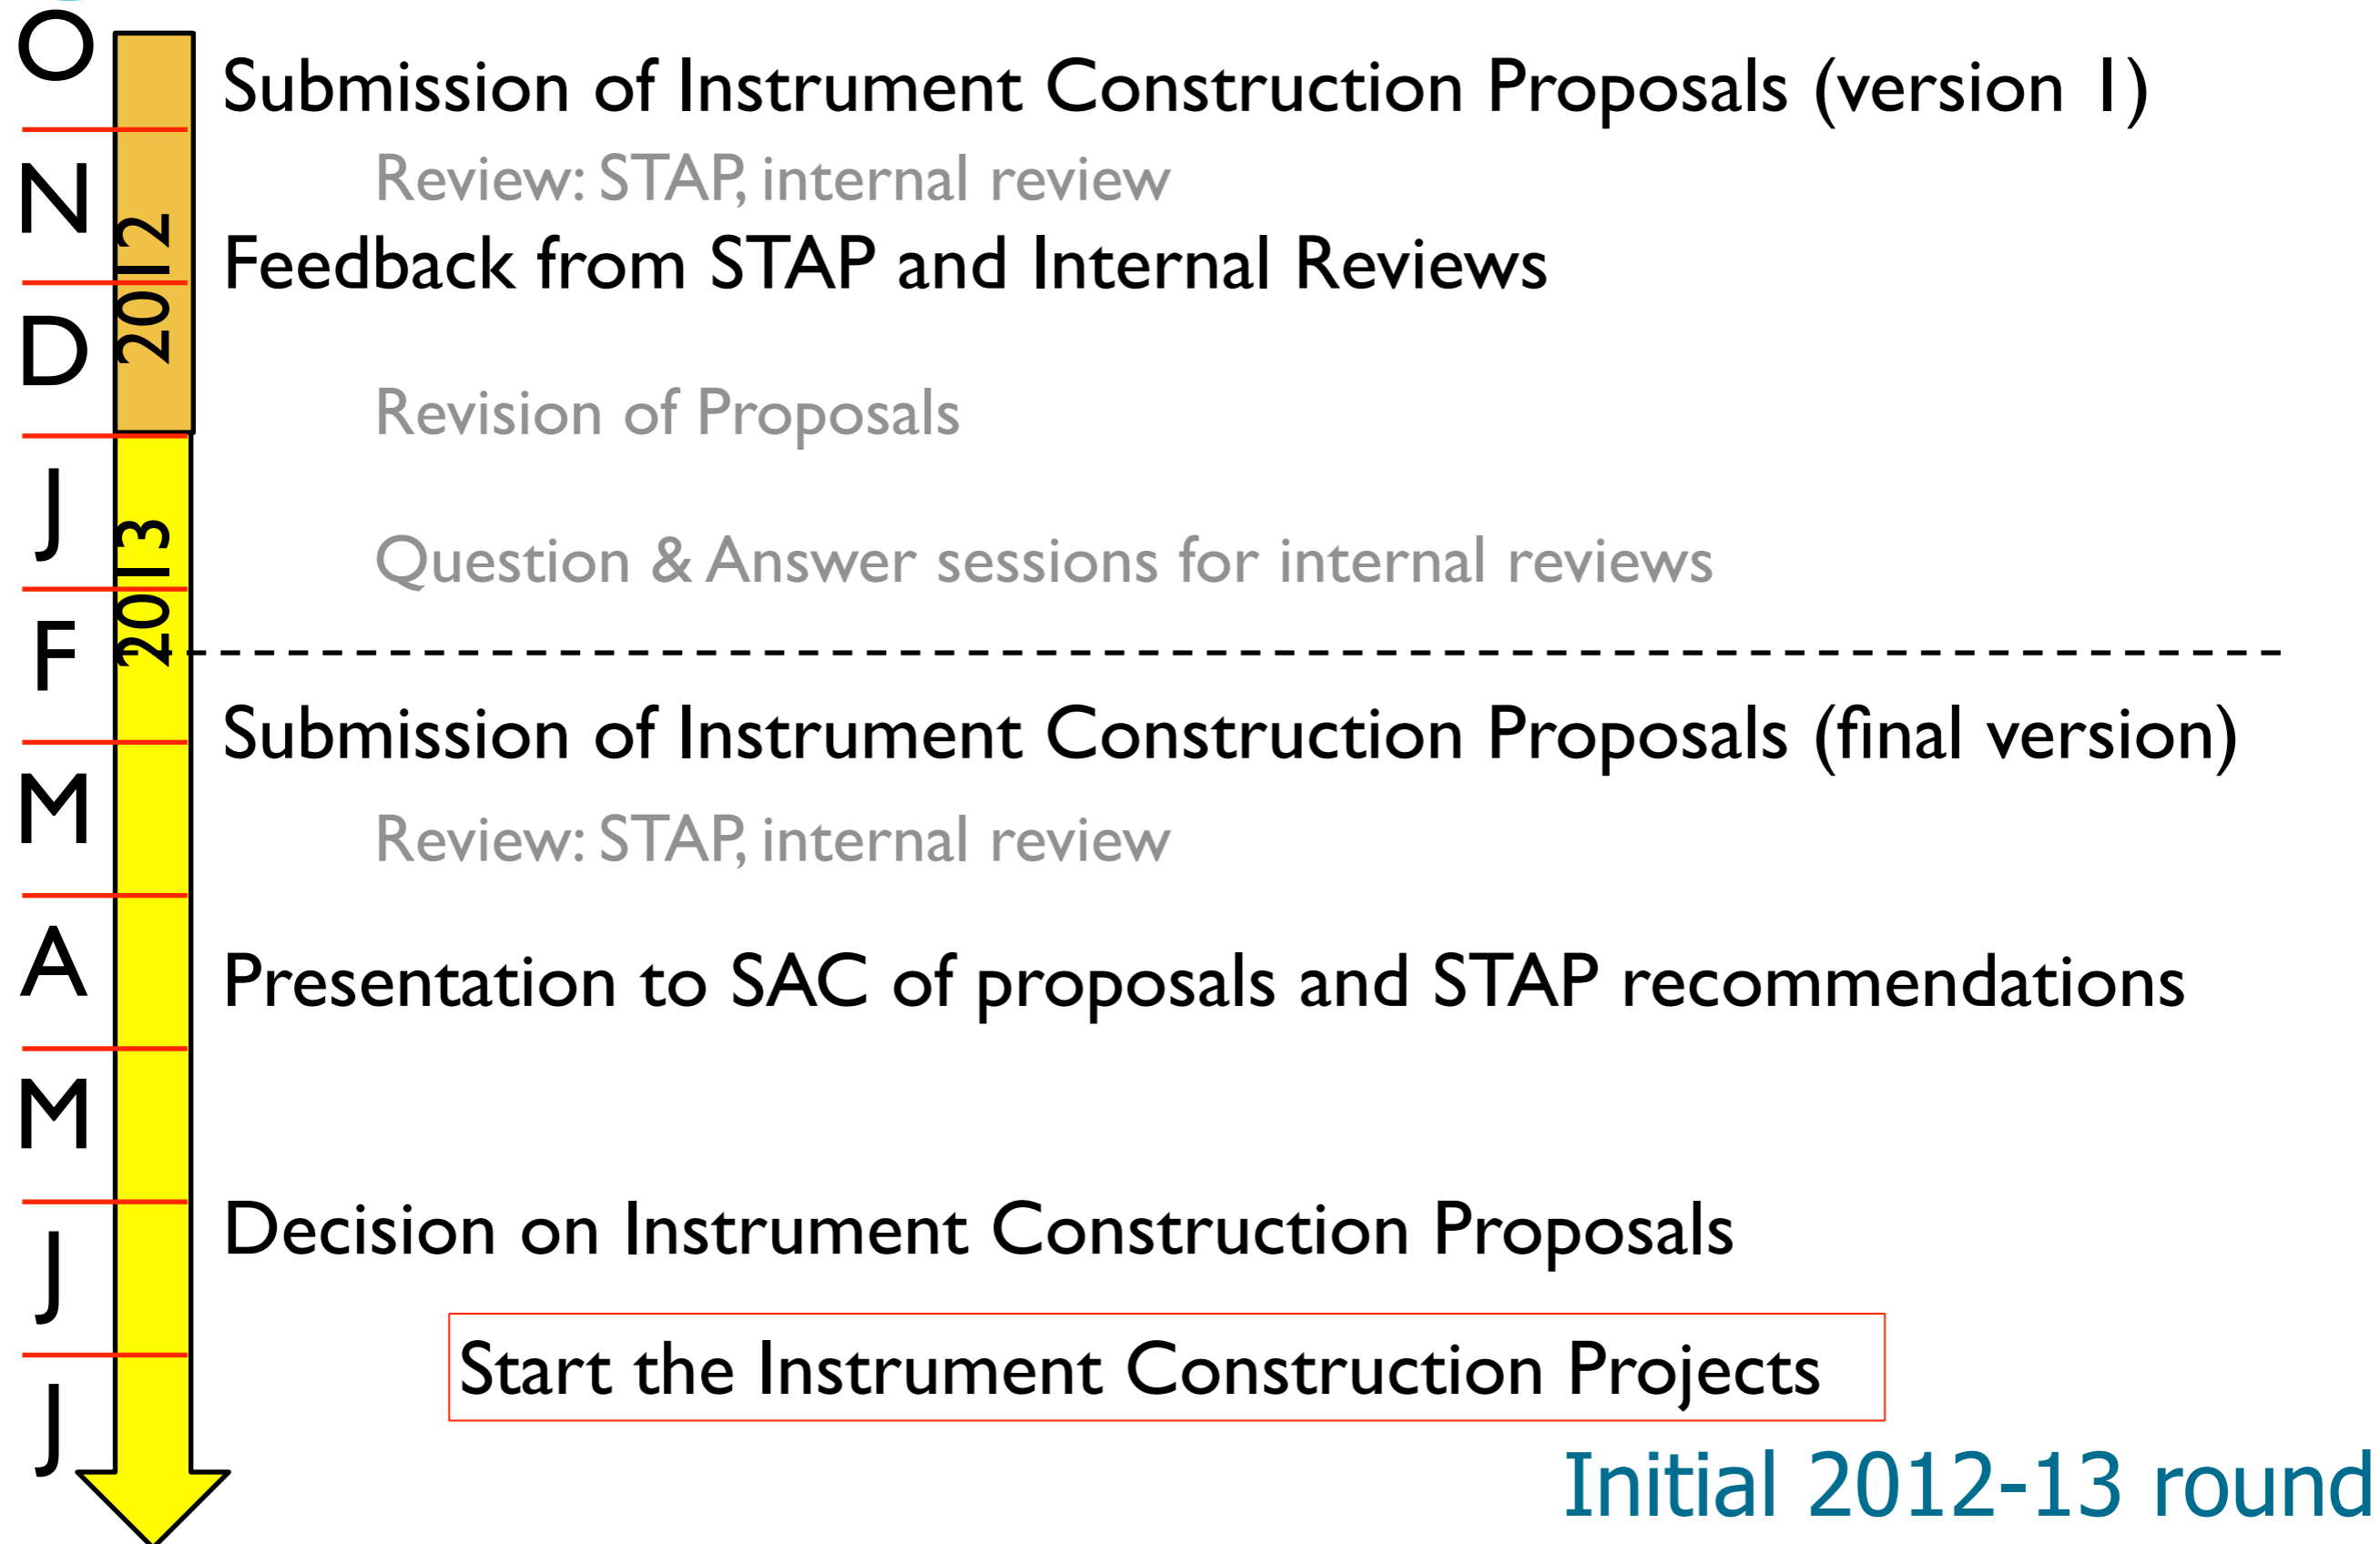 O
Submission of Instrument Construction Proposals (version 1)
N
Review: STAP, internal review
2012
Feedback from STAP and Internal Reviews
D
Revision of Proposals
J
2013
Question & Answer sessions for internal reviews
F
Submission of Instrument Construction Proposals (final version)
M
Review: STAP, internal review
A
Presentation to SAC of proposals and STAP recommendations
M
J
Decision on Instrument Construction Proposals
Start the Instrument Construction Projects
J
Initial 2012-13 round